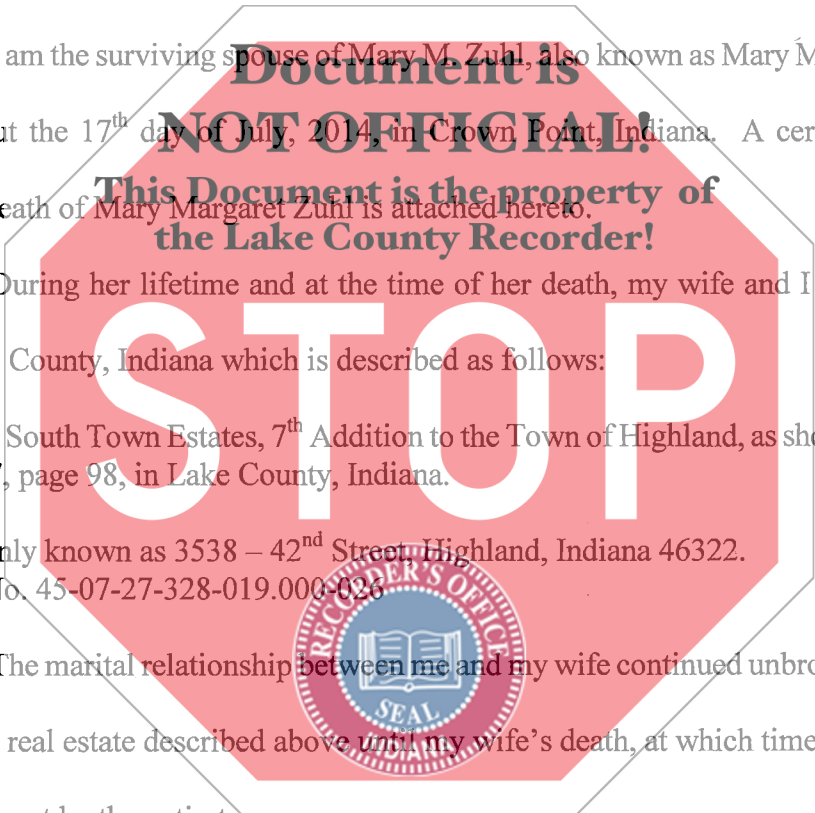 am the surviving spouse of Mary M. Zuhl, also known as Mary M
Document is
ut the 17th day of July, 2014, in Crown Point, Indiana. A cer
NOT OFFICIAL!
This Document is the property of
eath of Mary Margaret Zuhl is attached hereto.
the Lake County Recorder!
During her lifetime and at the time of her death, my wife and I
STOP
County, Indiana which is described as follows:
South Town Estates, 7th Addition to the Town of Highland, as sho
7, page 98, in Lake County, Indiana.
nly known as 3538 – 42nd Street, Highland, Indiana 46322.
No. 45-07-27-328-019.000-026
RECORDER'S OFFICE
The marital relationship between me and my wife continued unbro
SEAL
real estate described above until my wife's death, at which time
INDIANA